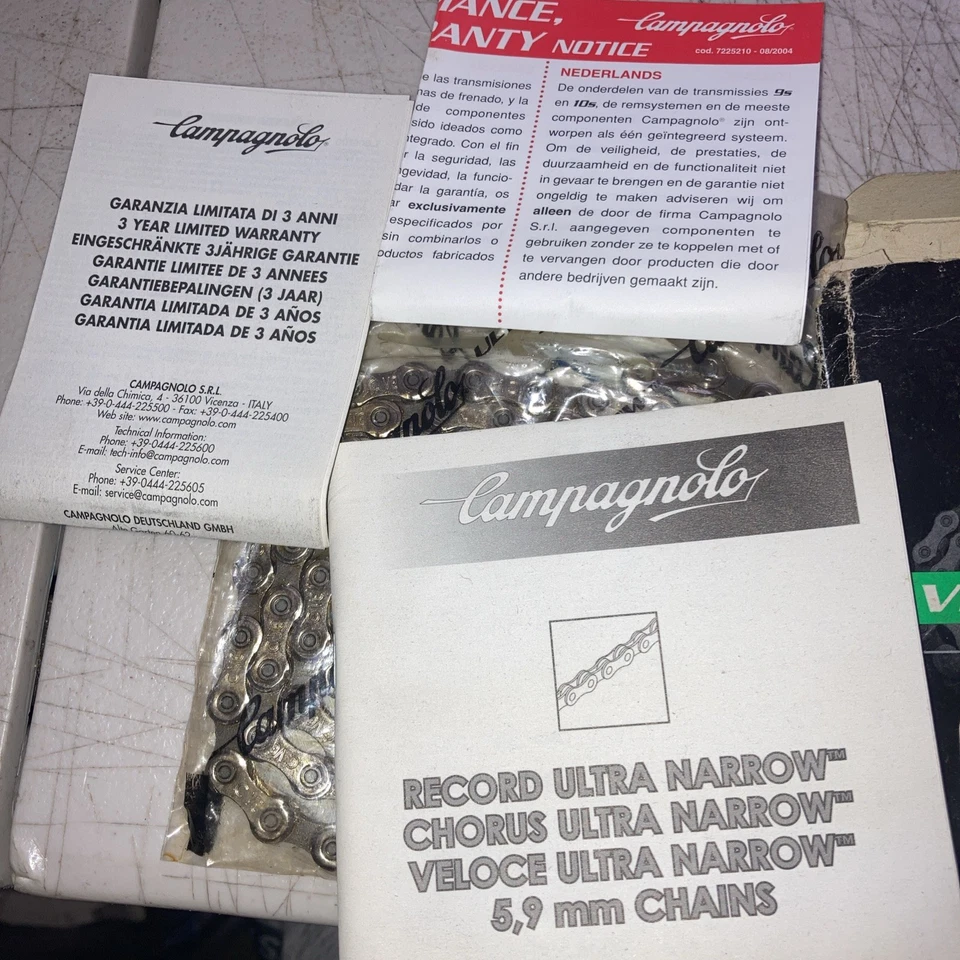 Campagnolo
GARANZIA LIMITATA DI 3 ANNI
3 YEAR LIMITED WARRANTY
EINGESCHRÄNKTE 3JÄHRIGE GARANTIE
GARANTIE LIMITEE DE 3 ANNEES
GARANTIEBEPALINGEN (3 JAAR)
GARANTIA LIMITADA DE 3 AÑOS
GARANTIA LIMITADA DE 3 AÑOS
CAMPAGNOLO S.R.L.
Via della Chimica, 4 - 36100 Vicenza - ITALY
Phone: +39-0-444-225500 - Fax: +39-0-444-225400
Web site: www.campagnolo.com
Technical Information:
Phone: +39-0444-225600
E-mail: tech-info@campagnolo.com
Service Center:
Phone: +39-0444-225605
E-mail: service@campagnolo.com
CAMPAGNOLO DEUTSCHLAND GMBH
IANCE,
ANTY NOTICE
Campagnolo
cod. 7225210 - 08/2004
e las transmisiones
nas de frenado, y la
de componentes
sido ideados como
ntegrado. Con el fin
r la seguridad, las
ngevidad, la funcio-
dar la garantía, os
ar exclusivamente
especificados por
sin combinarlos o
oductos fabricados
NEDERLANDS
De onderdelen van de transmissies 9s
en 10s, de remsystemen en de meeste
componenten Campagnolo® zijn ont-
worpen als één geïntegreerd systeem.
Om de veiligheid, de prestaties, de
duurzaamheid en de functionaliteit niet
in gevaar te brengen en de garantie niet
ongeldig te maken adviseren wij om
alleen de door de firma Campagnolo
S.r.l. aangegeven componenten te
gebruiken zonder ze te koppelen met of
te vervangen door producten die door
andere bedrijven gemaakt zijn.
Campagnolo
RECORD ULTRA NARROW™
CHORUS ULTRA NARROW™
VELOCE ULTRA NARROW™
5,9 mm CHAINS